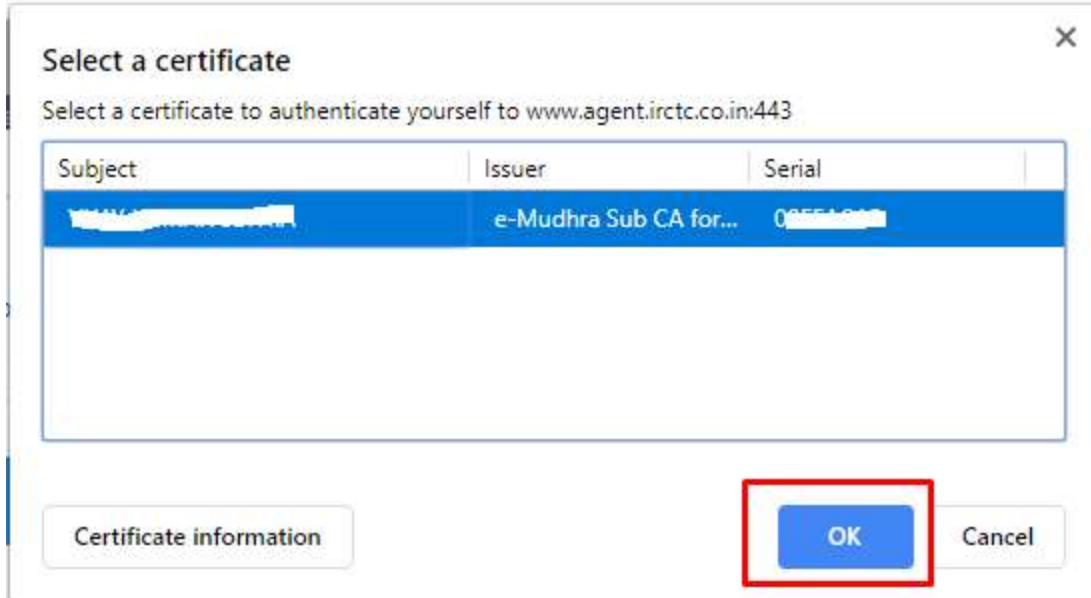 Select a certificate
Select a certificate to authenticate yourself to www.agent.irctc.co.in:443
Subject Issuer Serial
e-Mudhra Sub CA for...
Certificate information OK Cancel